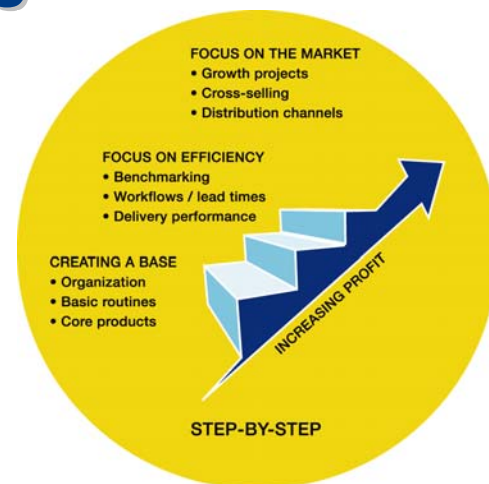 FOCUS ON THE MARKET
• Growth projects
• Cross-selling
• Distribution channels
FOCUS ON EFFICIENCY
• Benchmarking
• Workflows / lead times
• Delivery performance
CREATING A BASE
• Organization
• Basic routines
• Core products
INCREASING PROFIT
STEP-BY-STEP